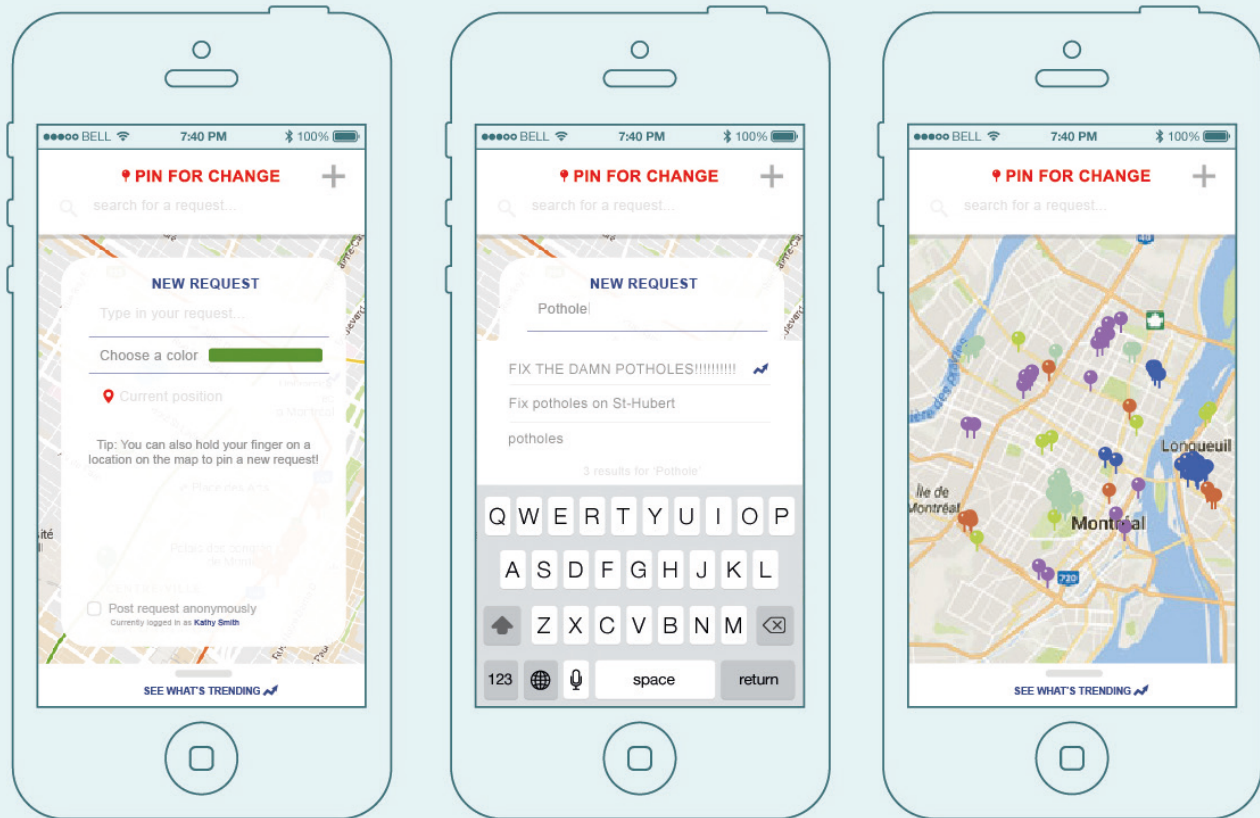 BELL 7:40 PM 100%
PIN FOR CHANGE
search for a request...
NEW REQUEST
Type in your request...
Choose a color
Current position
Tip: You can also hold your finger on a
location on the map to pin a new request!
Post request anonymously
Currently logged in as Kathy Smith
SEE WHAT'S TRENDING
BELL 7:40 PM 100%
PIN FOR CHANGE
search for a request...
NEW REQUEST
Pothole
FIX THE DAMN POTHOLES!!!!!!!!!!
Fix potholes on St-Hubert
potholes
3 results for 'Pothole'
Q W E R T Y U I O P
A S D F G H J K L
Z X C V B N M
123 space return
BELL 7:40 PM 100%
PIN FOR CHANGE
search for a request...
40
Longueuil
Île de
Montréal
Montréal
720
SEE WHAT'S TRENDING